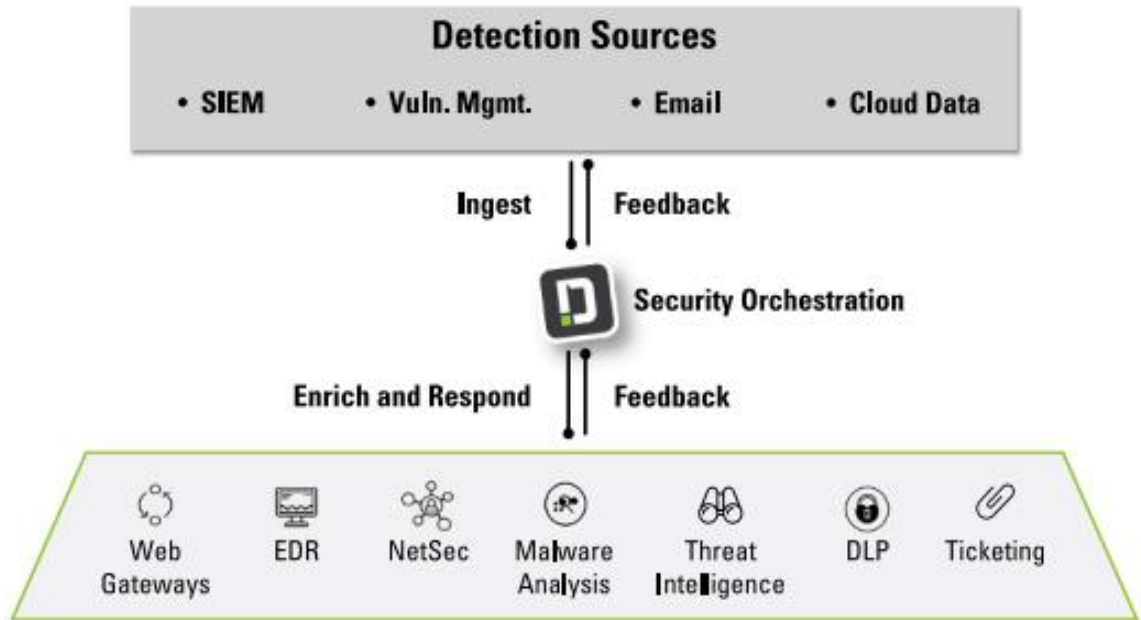 Detection Sources
• SIEM • Vuln. Mgmt. • Email • Cloud Data
Ingest Feedback
Security Orchestration
Enrich and Respond Feedback
Web Gateways
EDR
NetSec
Malware Analysis
Threat Intelligence
DLP
Ticketing